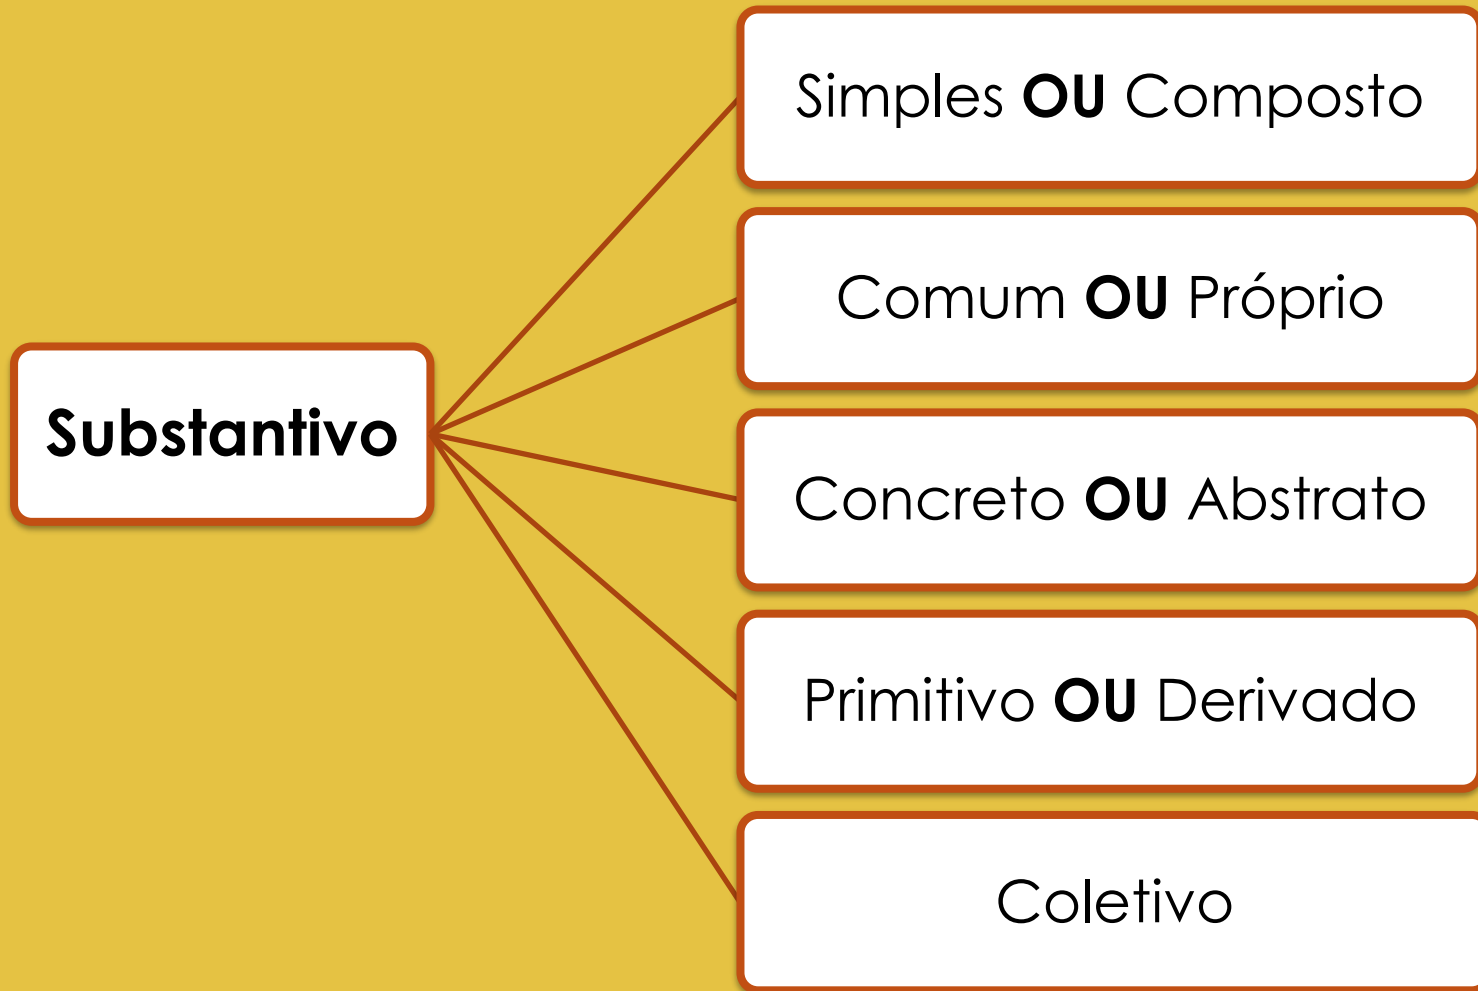 Simples OU Composto
Comum OU Próprio
Substantivo
Concreto OU Abstrato
Primitivo OU Derivado
Coletivo